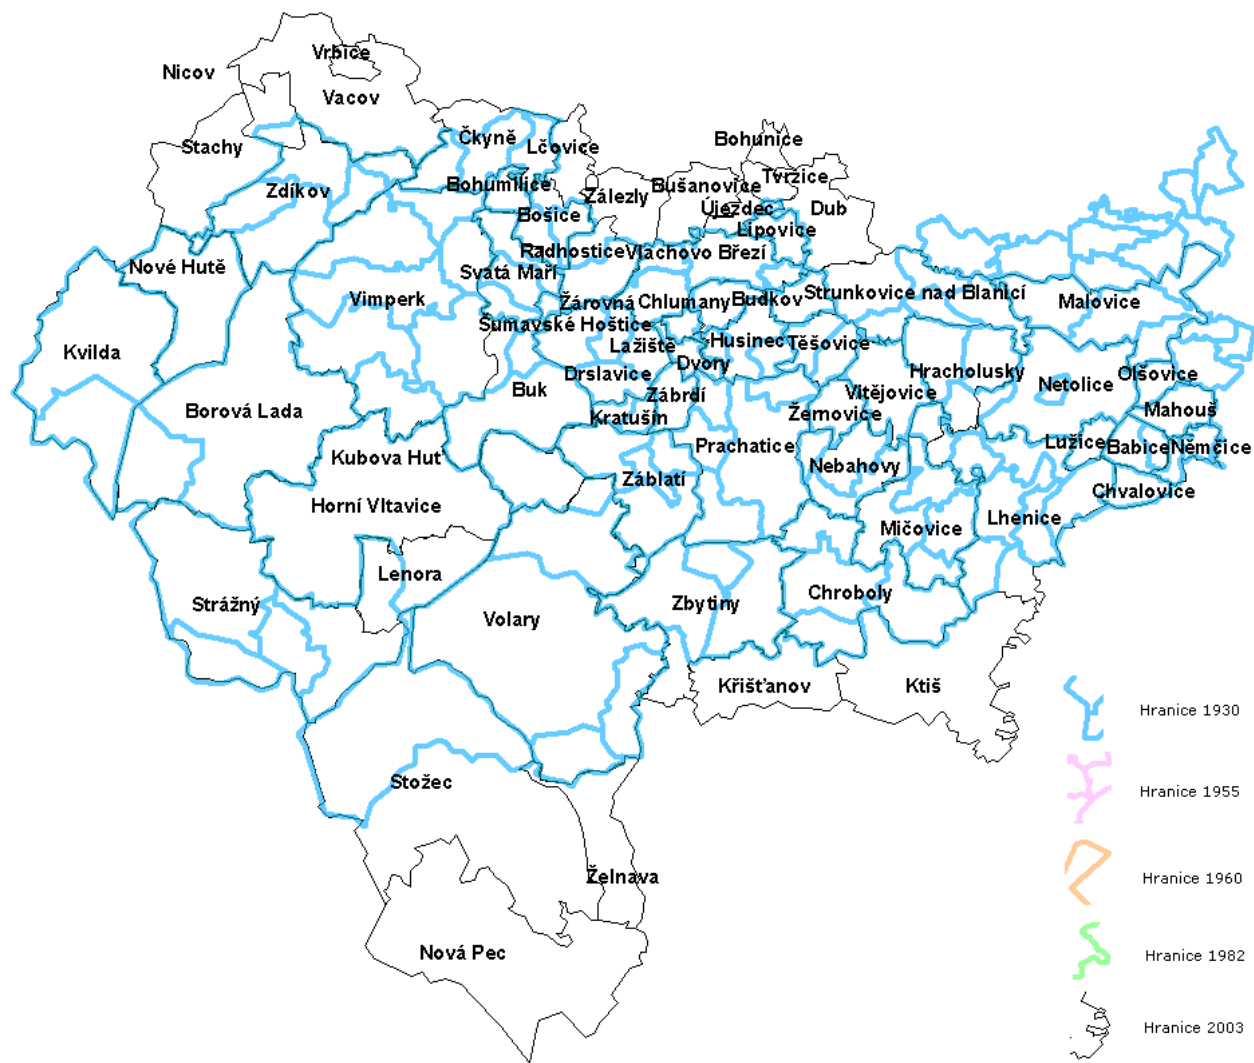 Vrbice
Nicov
Vacov
Stachy
Čkyně
Lčovice
Bohunice
Zdíkov
Bohumilice
Zálezly
Bušanovice
Tvrzice
Újezdec
Dub
Bošice
Lipovice
Radhostice
Vlachovo Březí
Nové Hutě
Svatá Maří
Vimperk
Žárovná
Chlumany
Budkov
Strunkovice nad Blanicí
Malovice
Šumavské Hoštice
Kvilda
Lažiště
Husinec
Těšovice
Dvory
Hracholusky
Drslavice
Olšovice
Buk
Netolice
Borová Lada
Zábrdí
Vitějovice
Kratušín
Žernovice
Mahouš
Prachatice
Lužice
Babice
Němčice
Kubova Huť
Nebahovy
Záblatí
Chvalovice
Horní Vltavice
Mičovice
Lhenice
Lenora
Chroboly
Strážný
Zbytiny
Volary
Křišťanov
Ktiš
Hranice 1930
Stožec
Hranice 1955
Želnava
Hranice 1960
Nová Pec
Hranice 1982
Hranice 2003